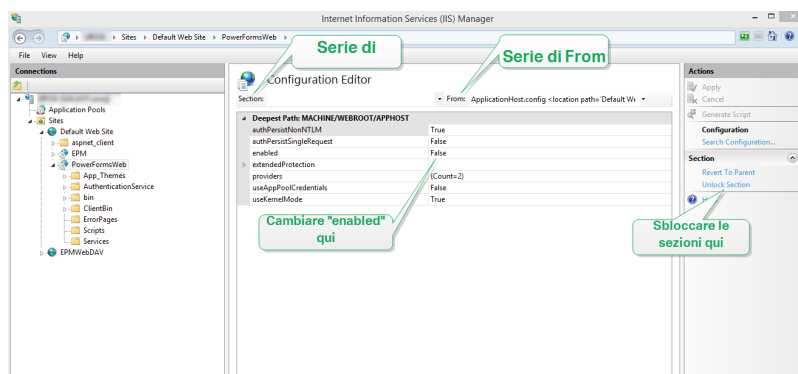 Internet Information Services (IIS) Manager
Sites
Default Web Site
PowerFormsWeb
File View Help
Serie di
Serie di From
Connections
Application Pools
Sites
Default Web Site
aspnet_client
EPM
PowerFormsWeb
App_Themes
AuthenticationService
bin
ClientBin
ErrorPages
Scripts
Services
EPMWebDAV
Configuration Editor
Section:
From: ApplicationHost.config <location path='Default We
Deepest Path: MACHINE/WEBROOT/APPHOST
authPersistNonNTLM True
authPersistSingleRequest False
enabled False
extendedProtection
providers (Count=2)
useAppPoolCredentials False
useKernelMode True
Cambiare "enabled"
qui
Actions
Apply
Cancel
Generate Script
Configuration
Search Configuration...
Section
Revert To Parent
Unlock Section
Sbloccare le
sezioni qui